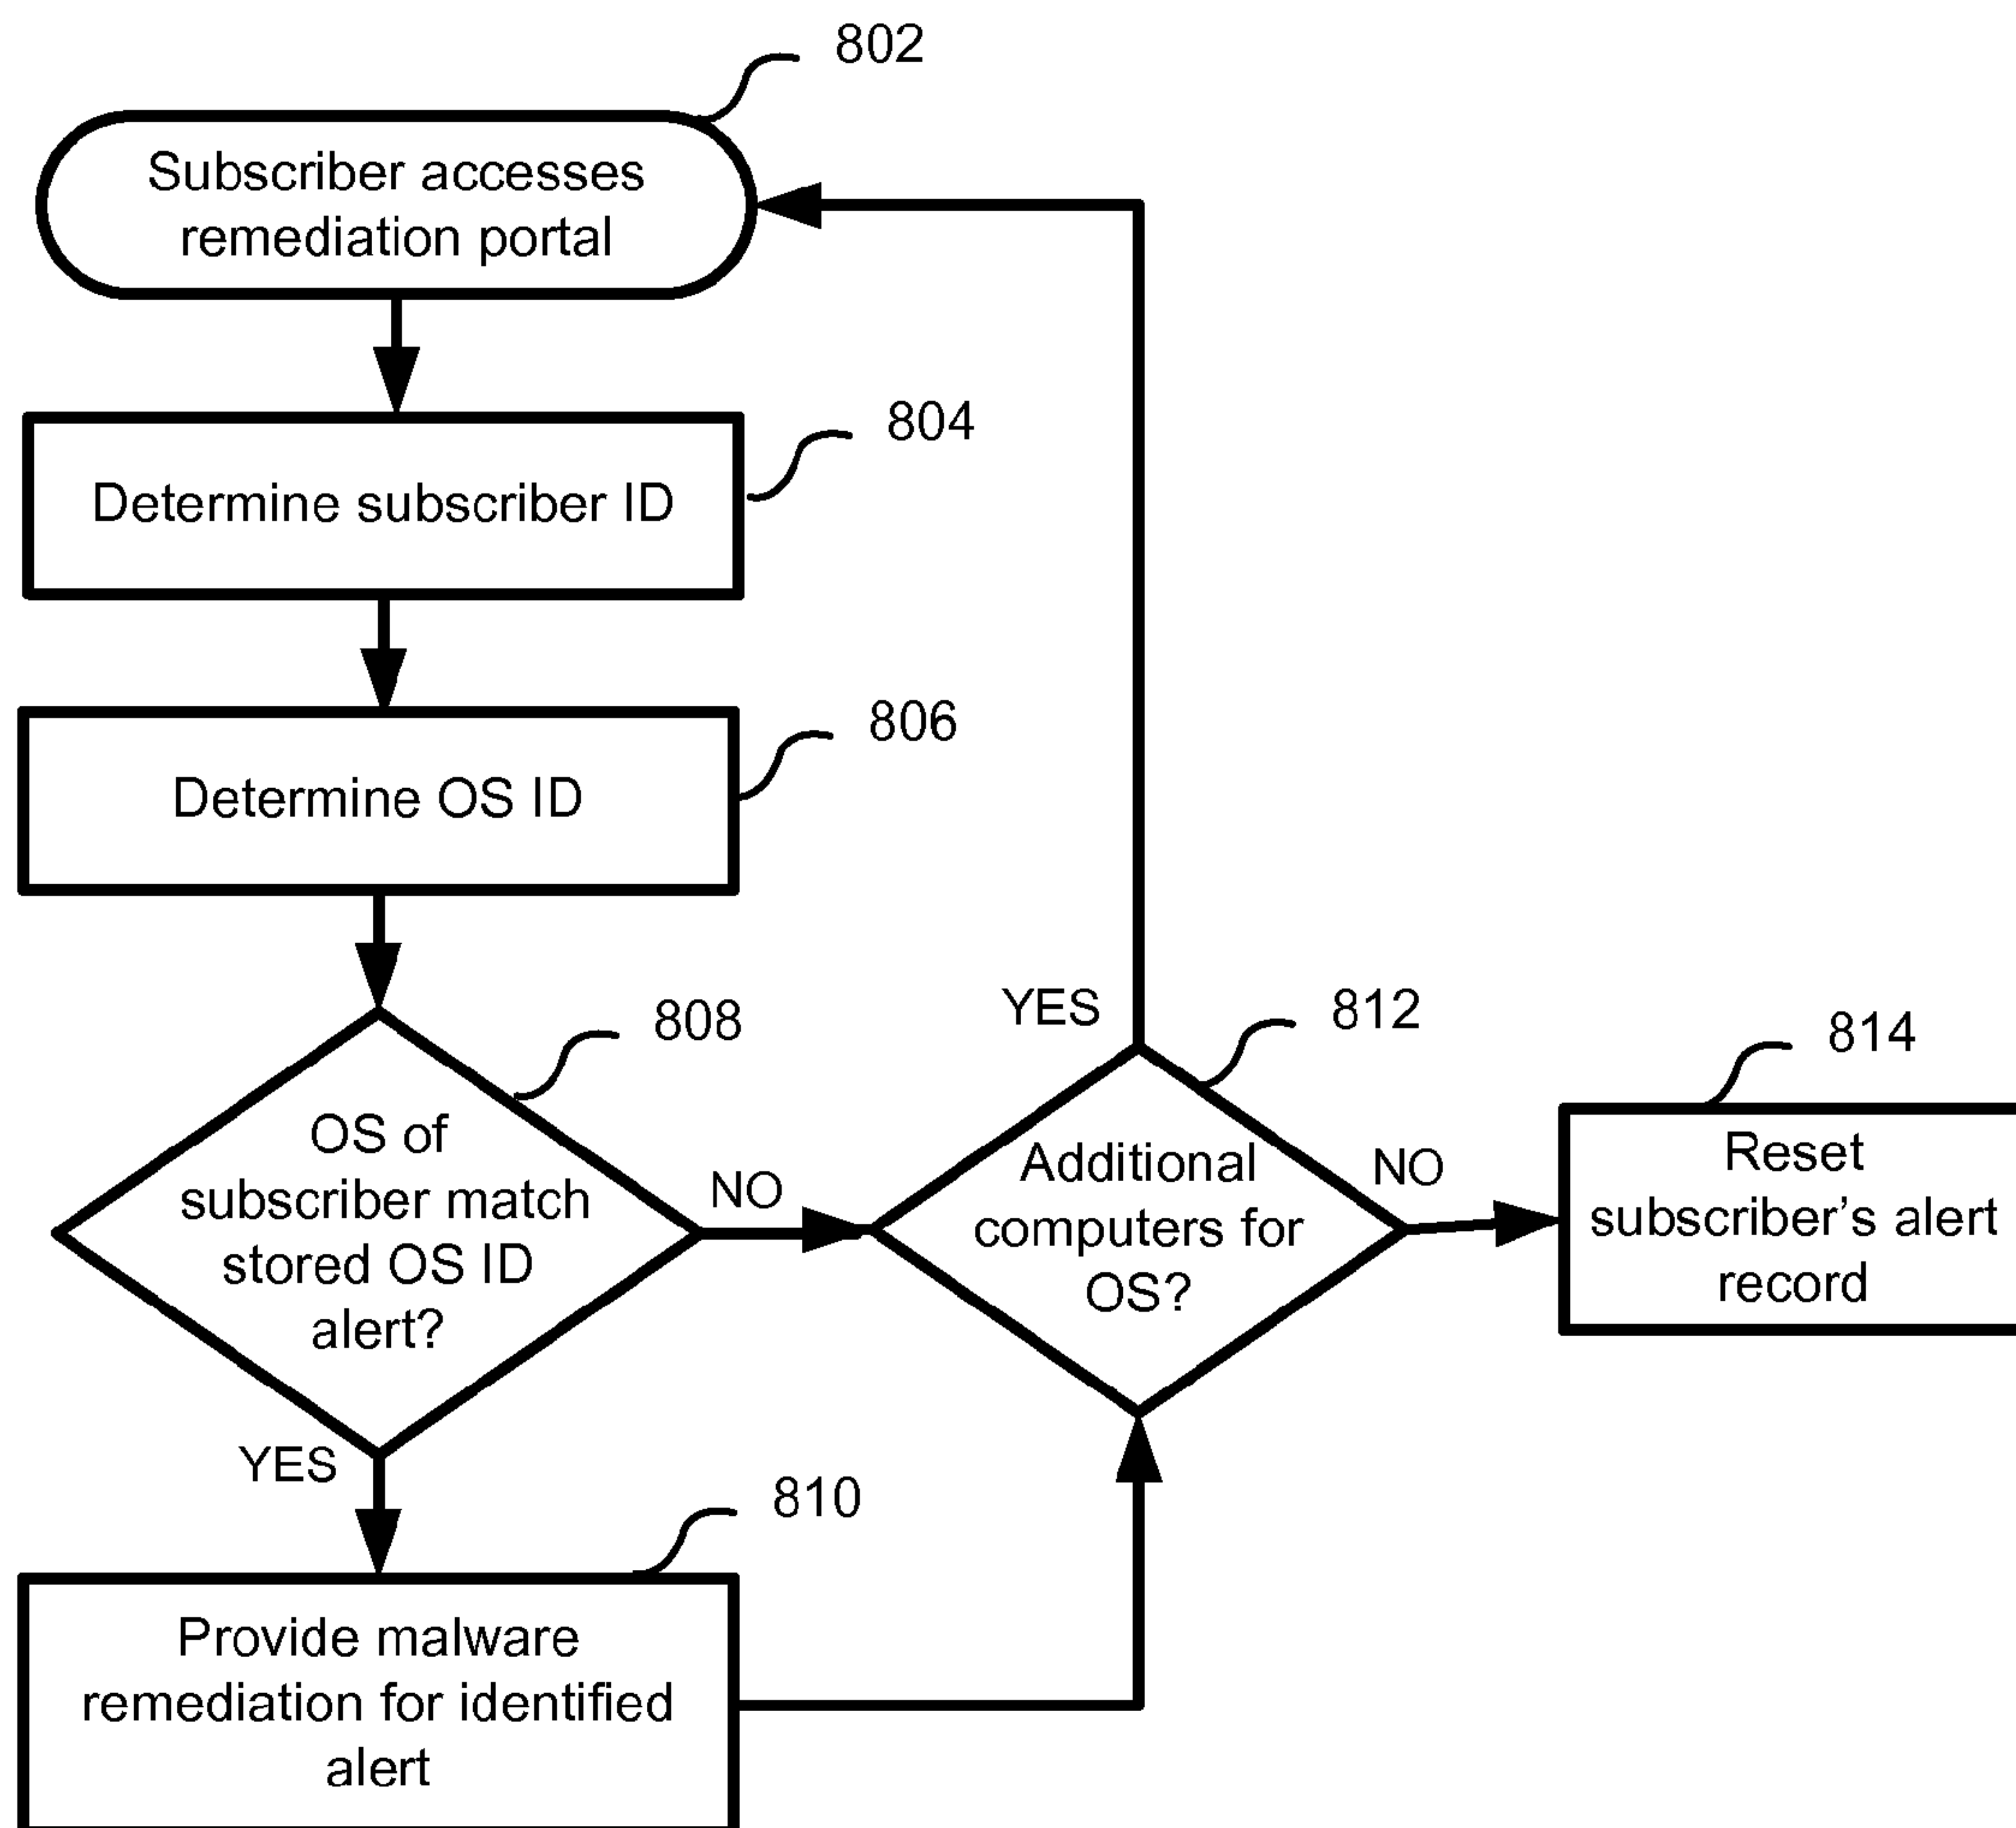 802
Subscriber accesses
remediation portal
804
Determine subscriber ID
806
Determine OS ID
808
OS of
subscriber match
stored OS ID
alert?
NO
YES
810
Provide malware
remediation for identified
alert
812
YES
Additional
computers for
OS?
NO
814
Reset
subscriber's alert
record